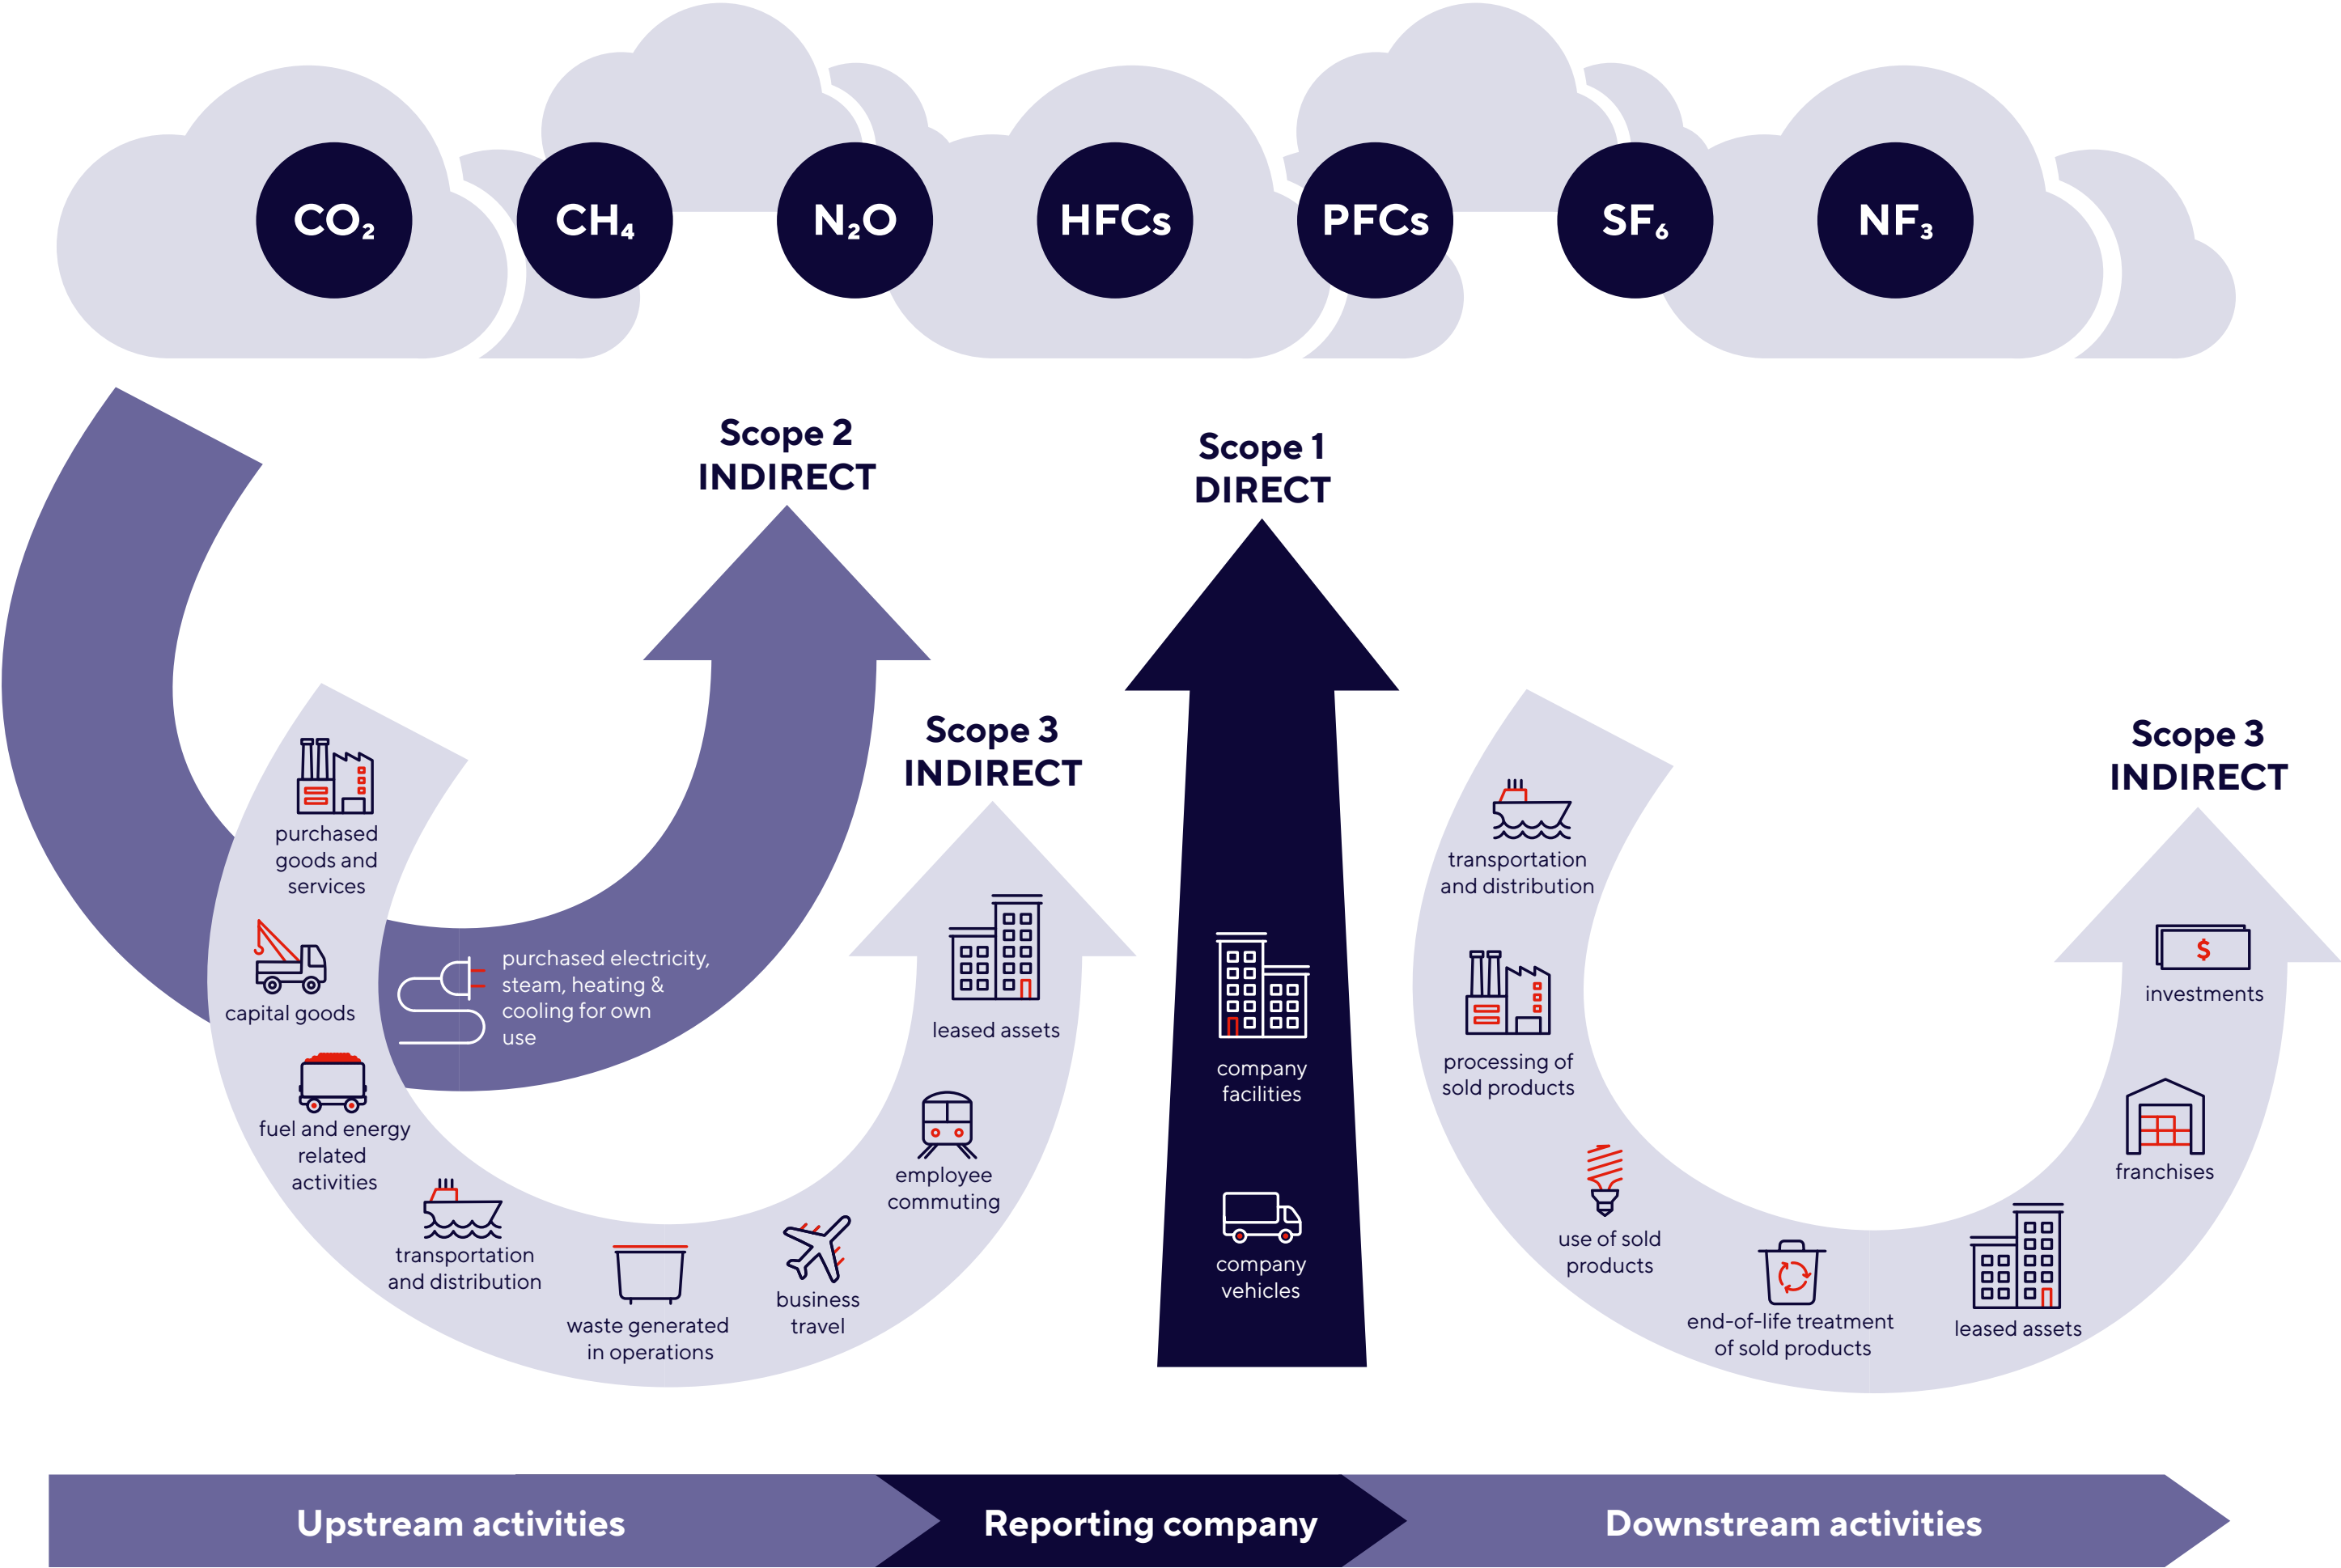 CO₂
CH₄
N₂O
HFCs
PFCs
SF₆
NF₃
Scope 2
INDIRECT
purchased electricity,
steam, heating &
cooling for own
use
Scope 3
INDIRECT
purchased
goods and
services
capital goods
fuel and energy
related
activities
transportation
and distribution
waste generated
in operations
business
travel
employee
commuting
leased assets
Scope 1
DIRECT
company
facilities
company
vehicles
Scope 3
INDIRECT
transportation
and distribution
processing of
sold products
use of sold
products
end-of-life treatment
of sold products
leased assets
franchises
$
investments
Upstream activities
Reporting company
Downstream activities